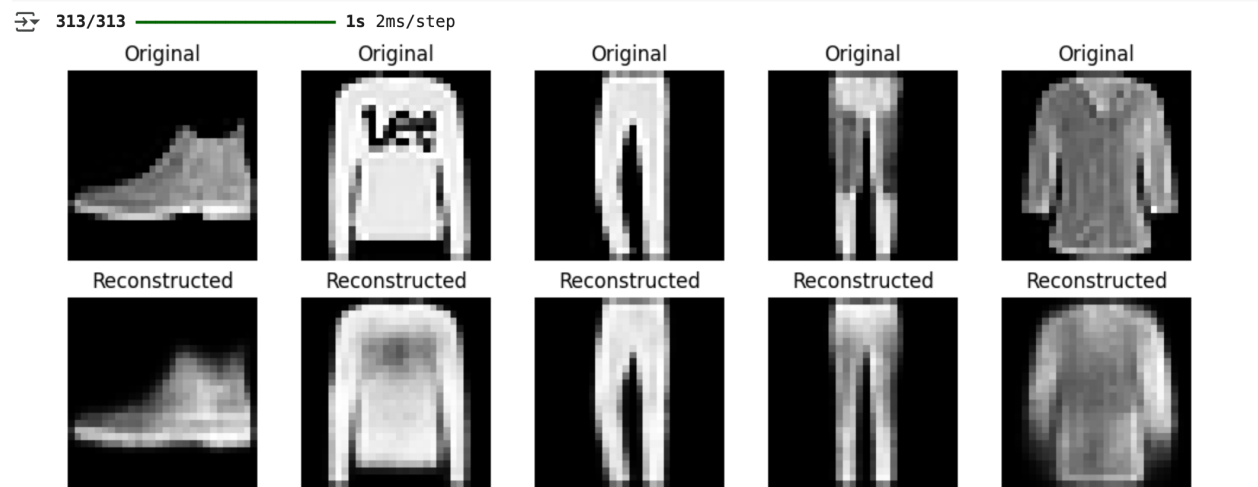 313/313 1s 2ms/step
Original Original Original Original Original
Lee
Reconstructed Reconstructed Reconstructed Reconstructed Reconstructed